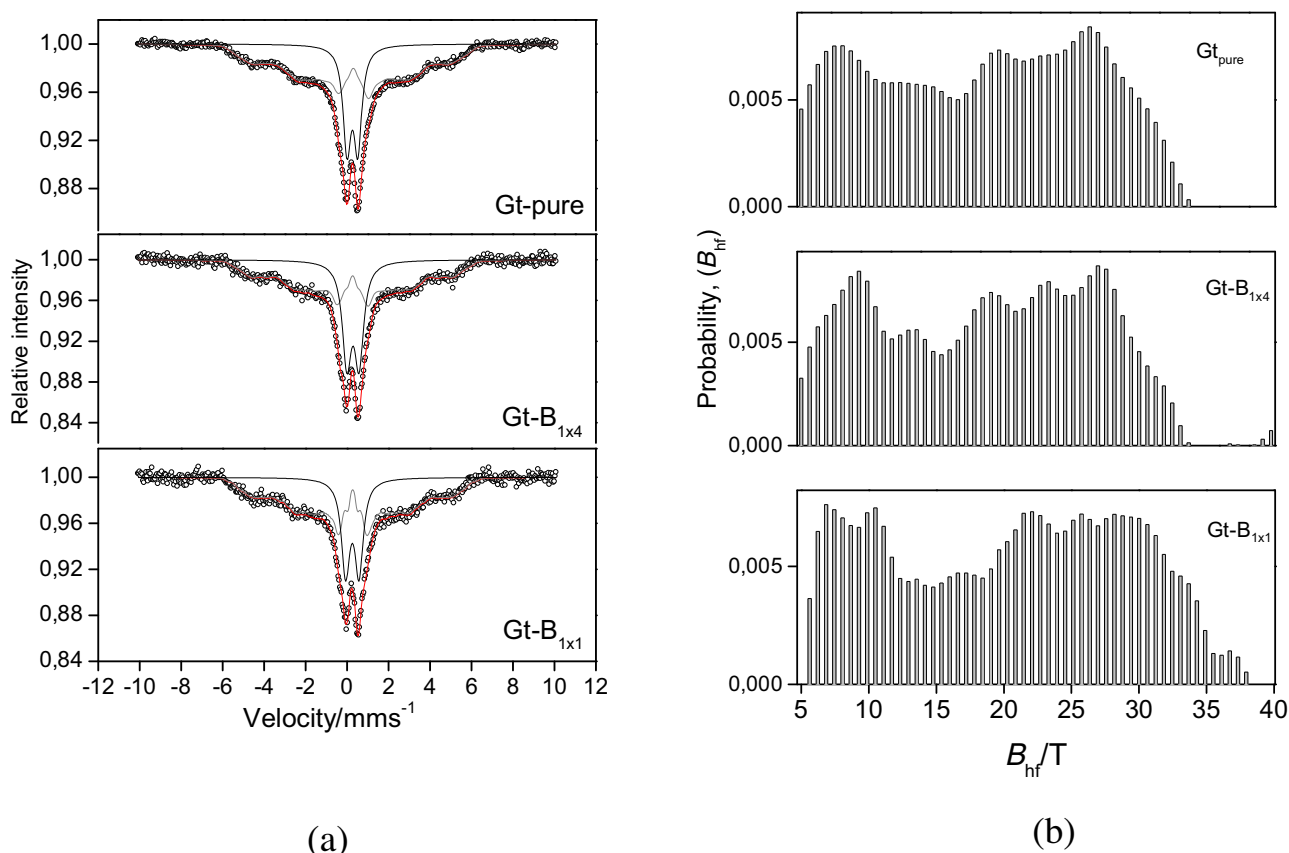 Relative intensity
1,00
0,96
0,92
0,88
Gt-pure
1,00
0,96
0,92
0,88
0,84
Gt-B1x4
1,00
0,96
0,92
0,88
0,84
Gt-B1x1
-12 -10 -8 -6 -4 -2 0 2 4 6 8 10 12
Velocity/mms-1
(a)
Probability, (Bhf)
Gtpure
0,005
0,000
Gt-B1x4
0,005
0,000
Gt-B1x1
0,005
0,000
5 10 15 20 25 30 35 40
Bhf/T
(b)